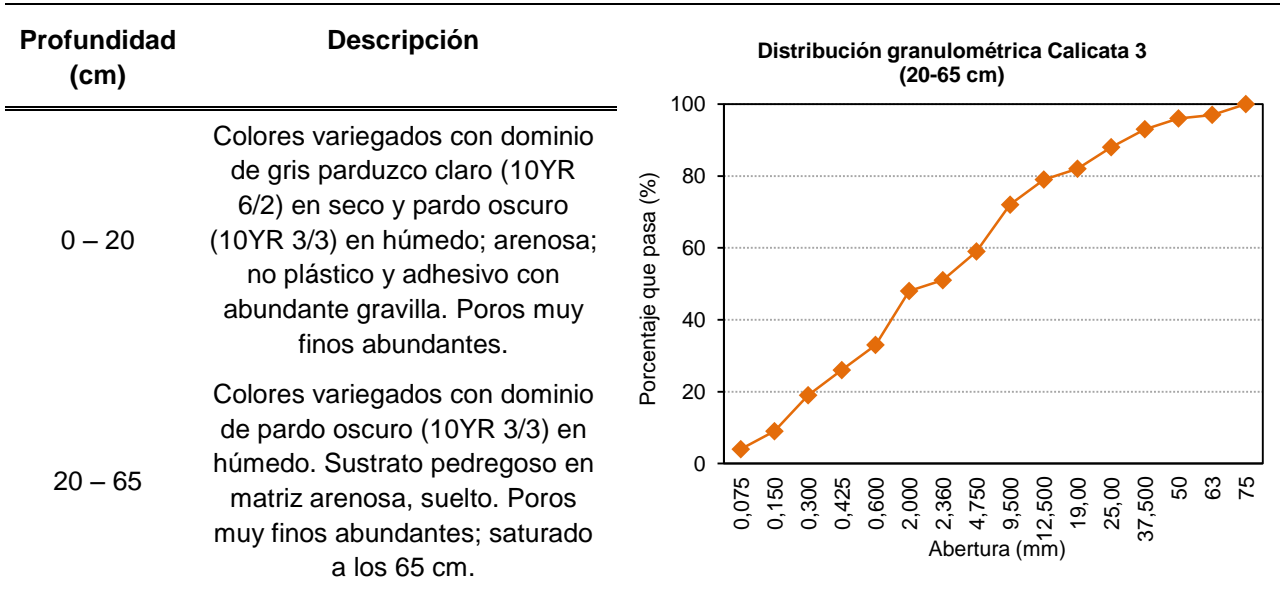 Profundidad
(cm)
Descripción
0 – 20
Colores variegados con dominio
de gris parduzco claro (10YR
6/2) en seco y pardo oscuro
(10YR 3/3) en húmedo; arenosa;
no plástico y adhesivo con
abundante gravilla. Poros muy
finos abundantes.
20 – 65
Colores variegados con dominio
de pardo oscuro (10YR 3/3) en
húmedo. Sustrato pedregoso en
matriz arenosa, suelto. Poros
muy finos abundantes; saturado
a los 65 cm.
Distribución granulométrica Calicata 3
(20-65 cm)
Porcentaje que pasa (%)
100
80
60
40
20
0
0,075
0,150
0,300
0,425
0,600
2,000
2,360
4,750
9,500
12,500
19,00
25,00
37,500
50
63
75
Abertura (mm)